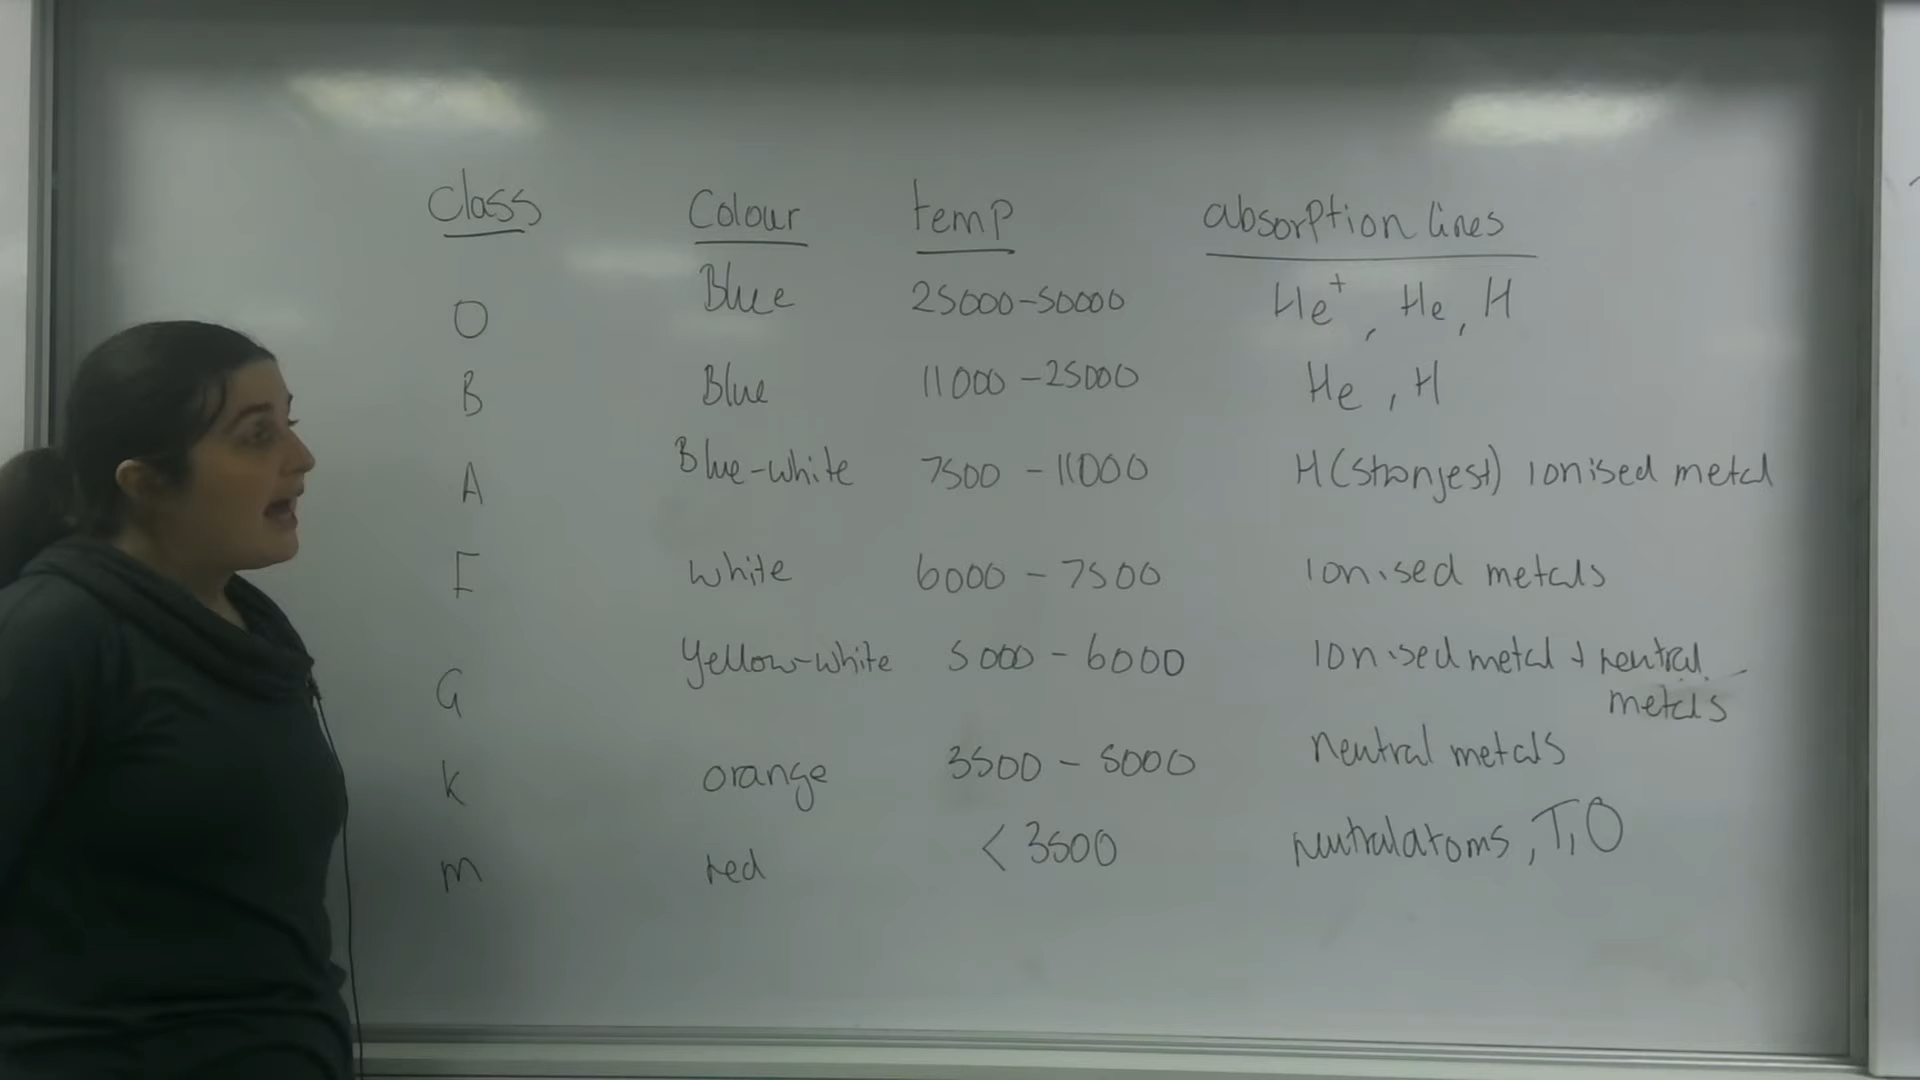 Class Colour temp absorption lines
O Blue 25000-50000 He+, He, H
B Blue 11000-25000 He, H
A Blue-white 7500-11000 H(strongest) ionised metal
F white 6000-7500 ionised metals
G Yellow-white 5000-6000 ionised metal + neutral
metals
K orange 3500-5000 neutral metals
M red <3500 neutral atoms, TiO